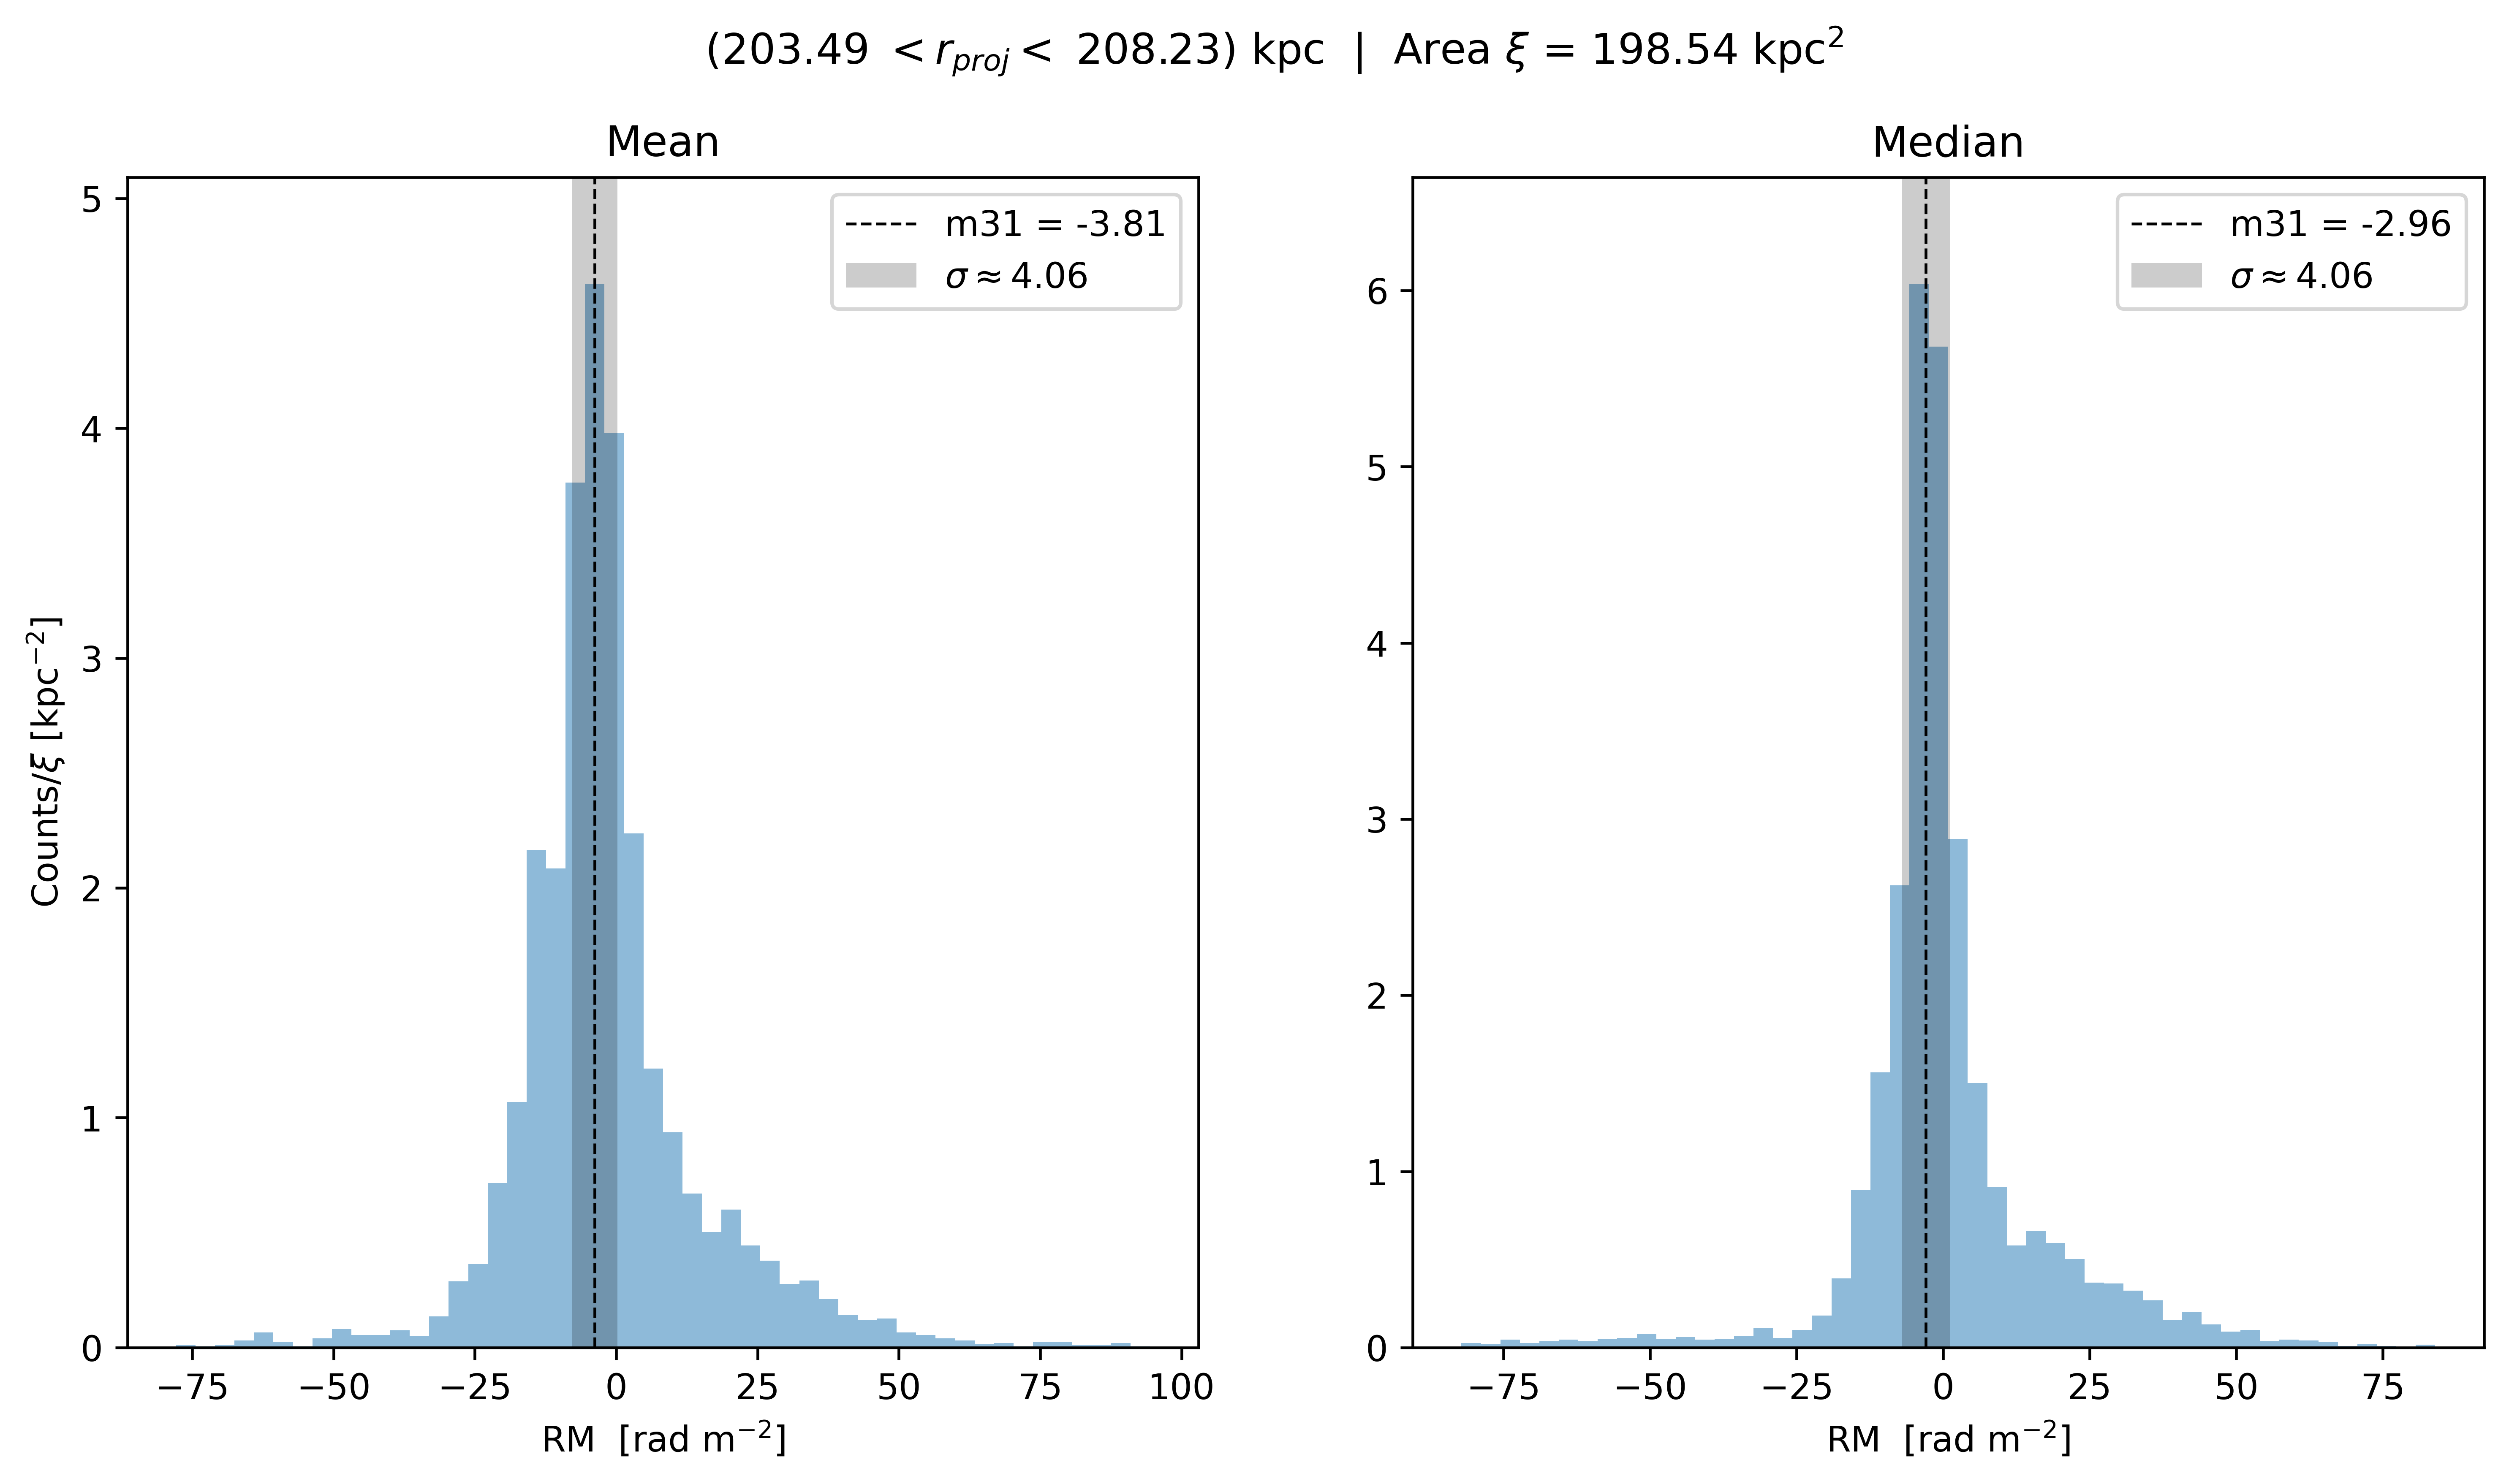 (203.49 < r_proj < 208.23) kpc | Area ξ = 198.54 kpc²
Mean
m31 = -3.81
σ ≈ 4.06
5
4
3
2
1
0
Counts/ξ [kpc⁻²]
−75 −50 −25 0 25 50 75 100
RM [rad m⁻²]
Median
m31 = -2.96
σ ≈ 4.06
6
5
4
3
2
1
0
−75 −50 −25 0 25 50 75
RM [rad m⁻²]